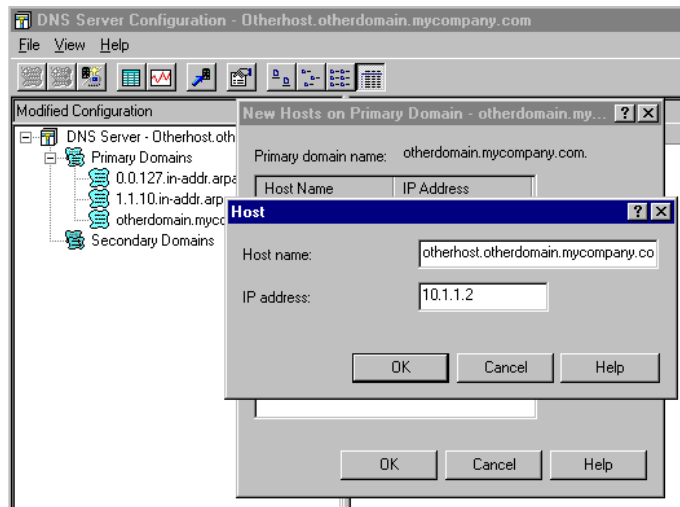 DNS Server Configuration - Otherhost.otherdomain.mycompany.com
File View Help
Modified Configuration
DNS Server - Otherhost.oth
Primary Domains
0.0.127.in-addr.arpa
1.1.10.in-addr.arp
otherdomain.myco
Secondary Domains
New Hosts on Primary Domain - otherdomain.my...
Primary domain name: otherdomain.mycompany.com.
Host Name IP Address
Host
Host name: otherhost.otherdomain.mycompany.co
IP address: 10.1.1.2
OK Cancel Help
OK Cancel Help